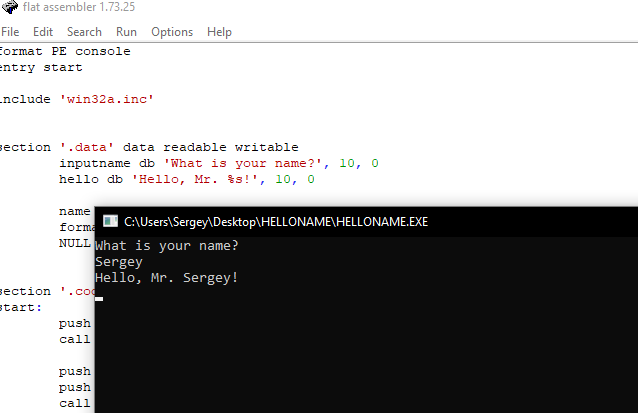 flat assembler 1.73.25
File Edit Search Run Options Help
format PE console
entry start
include 'win32a.inc'
section '.data' data readable writable
inputname db 'What is your name?', 10, 0
hello db 'Hello, Mr. %s!', 10, 0
name
forma
NULL
C:\Users\Sergey\Desktop\HELLONAME\HELLONAME.EXE
What is your name?
Sergey
Hello, Mr. Sergey!
section '.coo
start:
push
call
push
push
call